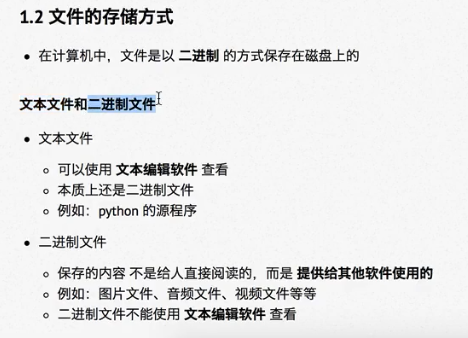 1.2 文件的存储方式
• 在计算机中，文件是以 二进制 的方式保存在磁盘上的
文本文件和二进制文件
• 文本文件
◦ 可以使用 文本编辑软件 查看
◦ 本质上还是二进制文件
◦ 例如：python 的源程序
• 二进制文件
◦ 保存的内容 不是给人直接阅读的，而是 提供给其他软件使用的
◦ 例如：图片文件、音频文件、视频文件等等
◦ 二进制文件不能使用 文本编辑软件 查看